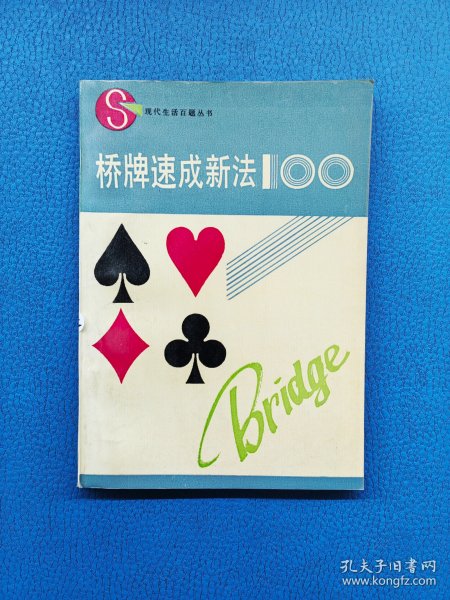 S
现代生活百题丛书
桥牌速成新法100
Bridge
孔夫子旧书网
www.kongfz.com